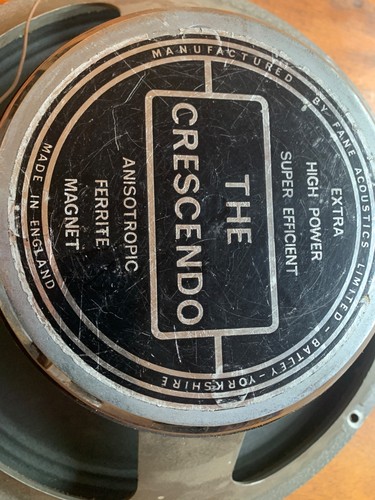 MANUFACTURED BY FANE ACOUSTICS LIMITED - BATLEY - YORKSHIRE
EXTRA
HIGH POWER
SUPER EFFICIENT
THE
CRESCENDO
ANISOTROPIC
FERRITE
MAGNET
MADE IN ENGLAND